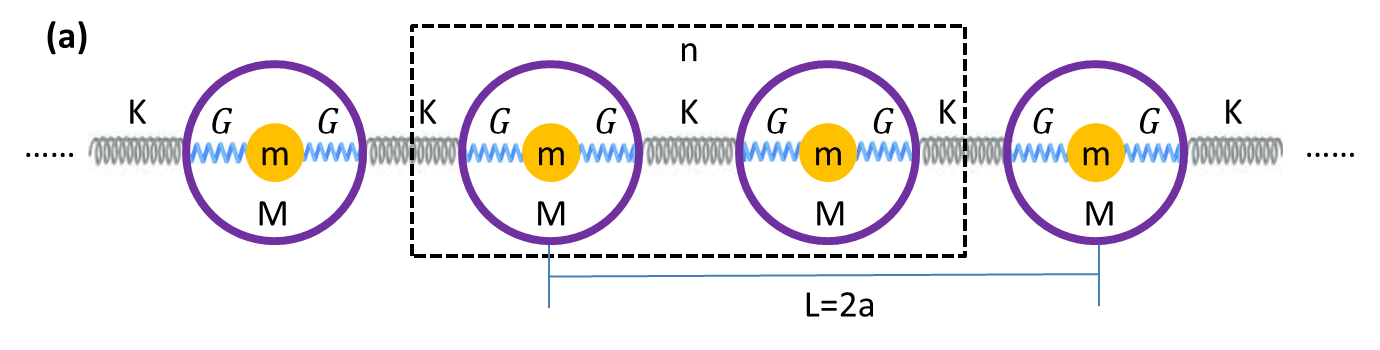 (a)
n
K G G K G G K G G K G G K
...... m m m m ......
M M M M
L=2a